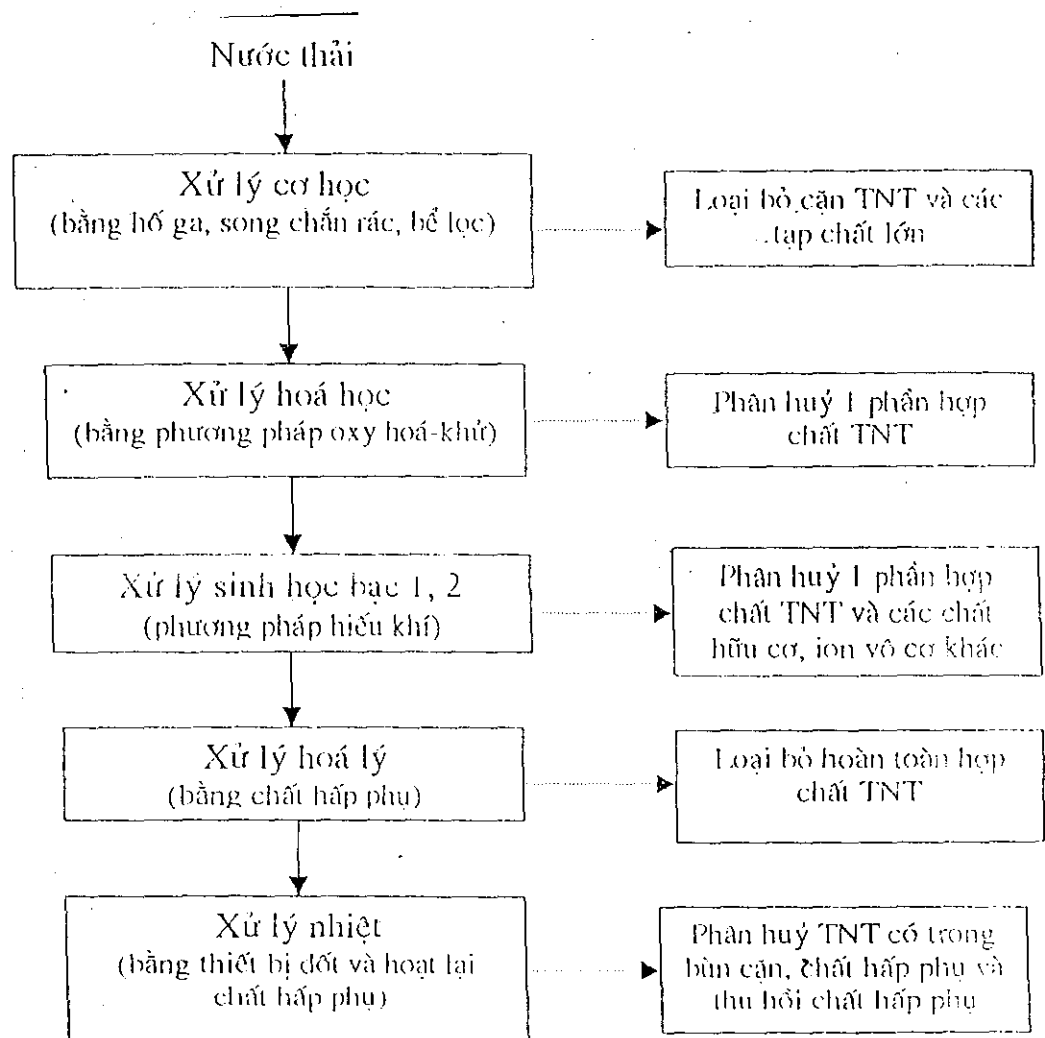 Nước thải
Xử lý cơ học
(bằng hố ga, song chắn rác, bể lọc)
Loại bỏ cặn TNT và các
tạp chất lớn
Xử lý hoá học
(bằng phương pháp oxy hoá-khử)
Phân huỷ 1 phần hợp
chất TNT
Xử lý sinh học bạc 1, 2
(phương pháp hiếu khí)
Phân huỷ 1 phần hợp
chất TNT và các chất
hữu cơ, ion vô cơ khác
Xử lý hoá lý
(bằng chất hấp phụ)
Loại bỏ hoàn toàn hợp
chất TNT
Xử lý nhiệt
(bằng thiết bị đốt và hoạt lại
chất hấp phụ)
Phân huỷ TNT có trong
bùn cặn, chất hấp phụ và
thu hồi chất hấp phụ